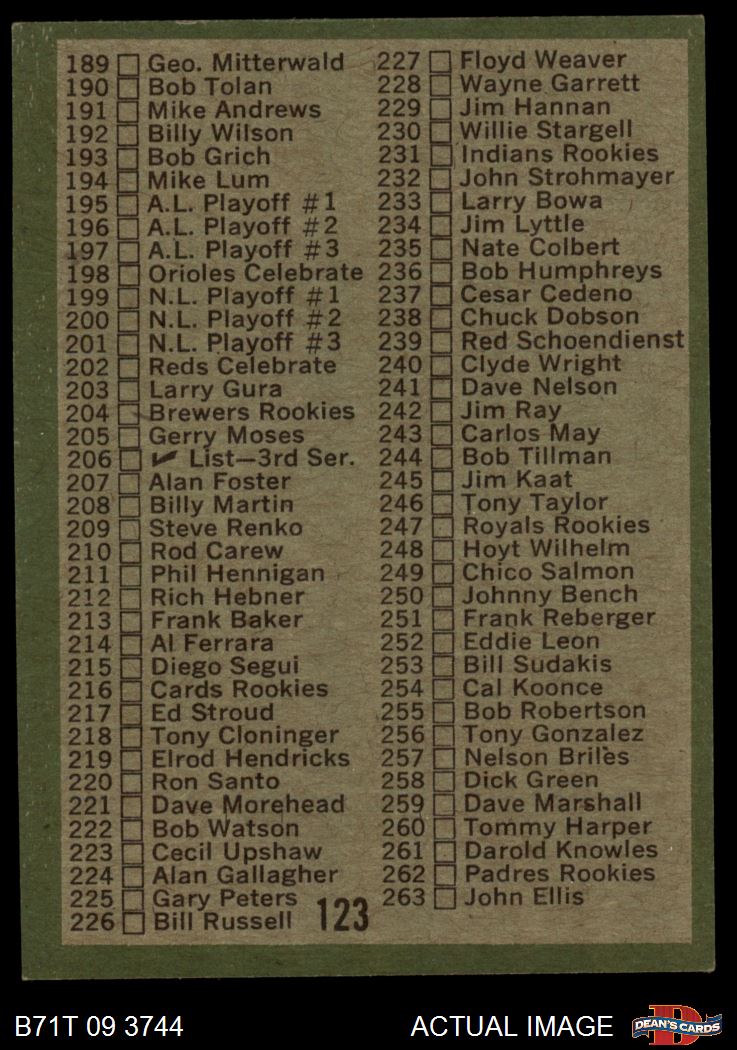 189 Geo. Mitterwald
190 Bob Tolan
191 Mike Andrews
192 Billy Wilson
193 Bob Grich
194 Mike Lum
195 A.L. Playoff #1
196 A.L. Playoff #2
197 A.L. Playoff #3
198 Orioles Celebrate
199 N.L. Playoff #1
200 N.L. Playoff #2
201 N.L. Playoff #3
202 Reds Celebrate
203 Larry Gura
204 Brewers Rookies
205 Gerry Moses
206 ✔ List—3rd Ser.
207 Alan Foster
208 Billy Martin
209 Steve Renko
210 Rod Carew
211 Phil Hennigan
212 Rich Hebner
213 Frank Baker
214 Al Ferrara
215 Diego Segui
216 Cards Rookies
217 Ed Stroud
218 Tony Cloninger
219 Elrod Hendricks
220 Ron Santo
221 Dave Morehead
222 Bob Watson
223 Cecil Upshaw
224 Alan Gallagher
225 Gary Peters
226 Bill Russell
227 Floyd Weaver
228 Wayne Garrett
229 Jim Hannan
230 Willie Stargell
231 Indians Rookies
232 John Strohmayer
233 Larry Bowa
234 Jim Lyttle
235 Nate Colbert
236 Bob Humphreys
237 Cesar Cedeno
238 Chuck Dobson
239 Red Schoendienst
240 Clyde Wright
241 Dave Nelson
242 Jim Ray
243 Carlos May
244 Bob Tillman
245 Jim Kaat
246 Tony Taylor
247 Royals Rookies
248 Hoyt Wilhelm
249 Chico Salmon
250 Johnny Bench
251 Frank Reberger
252 Eddie Leon
253 Bill Sudakis
254 Cal Koonce
255 Bob Robertson
256 Tony Gonzalez
257 Nelson Briles
258 Dick Green
259 Dave Marshall
260 Tommy Harper
261 Darold Knowles
262 Padres Rookies
263 John Ellis
123
B71T 09 3744
ACTUAL IMAGE
D
DEAN'S CARDS